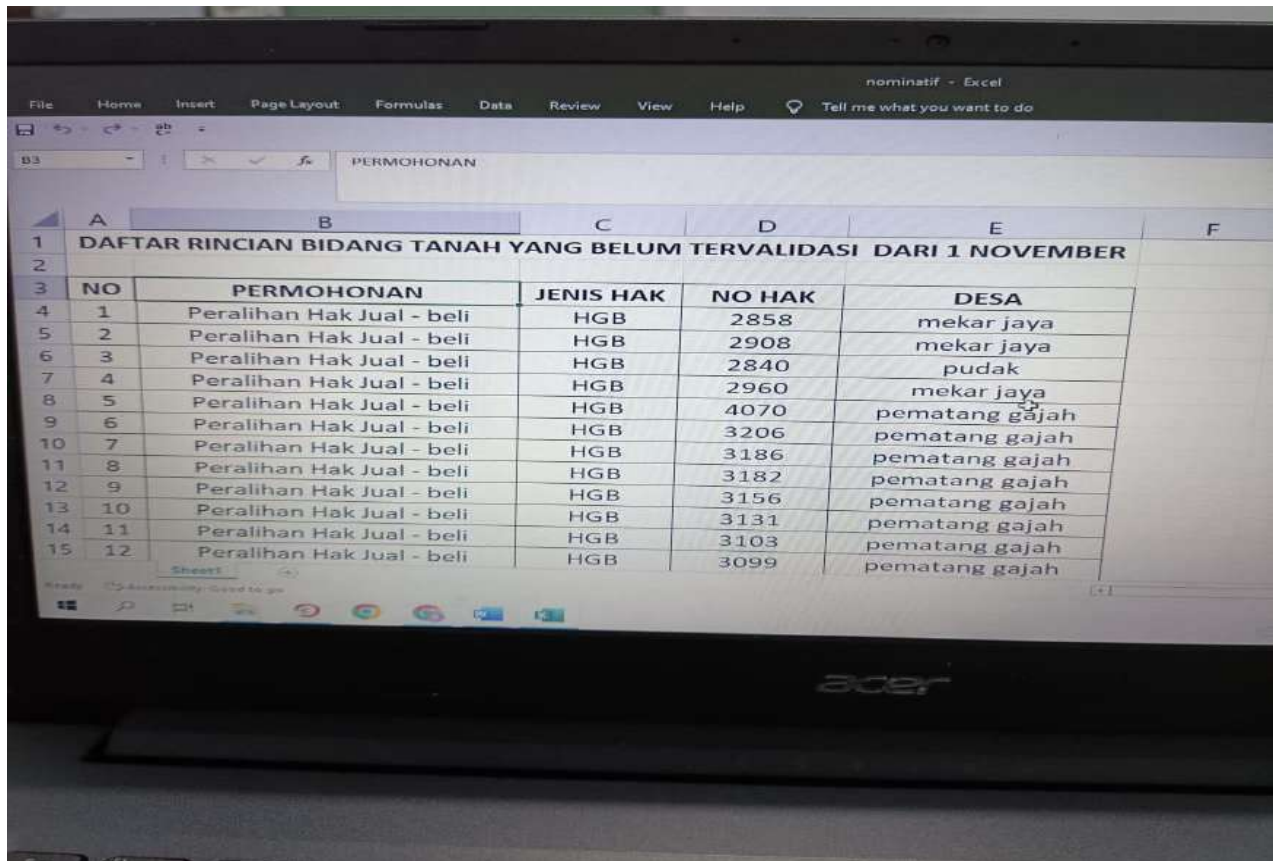 nominatif - Excel
File Home Insert Page Layout Formulas Data Review View Help Tell me what you want to do
B3 fx PERMOHONAN
A B C D E F
1 DAFTAR RINCIAN BIDANG TANAH YANG BELUM TERVALIDASI DARI 1 NOVEMBER
2
3 NO PERMOHONAN JENIS HAK NO HAK DESA
4 1 Peralihan Hak Jual - beli HGB 2858 mekar jaya
5 2 Peralihan Hak Jual - beli HGB 2908 mekar jaya
6 3 Peralihan Hak Jual - beli HGB 2840 pudak
7 4 Peralihan Hak Jual - beli HGB 2960 mekar jaya
8 5 Peralihan Hak Jual - beli HGB 4070 pematang gajah
9 6 Peralihan Hak Jual - beli HGB 3206 pematang gajah
10 7 Peralihan Hak Jual - beli HGB 3186 pematang gajah
11 8 Peralihan Hak Jual - beli HGB 3182 pematang gajah
12 9 Peralihan Hak Jual - beli HGB 3156 pematang gajah
13 10 Peralihan Hak Jual - beli HGB 3131 pematang gajah
14 11 Peralihan Hak Jual - beli HGB 3103 pematang gajah
15 12 Peralihan Hak Jual - beli HGB 3099 pematang gajah
Sheet1
Ready Accessibility: Good to go
acer